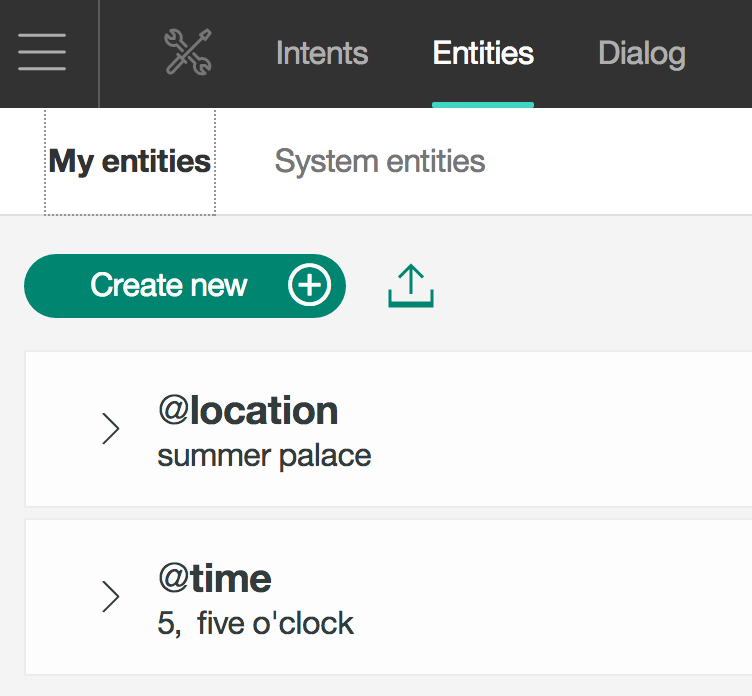 Intents Entities Dialog
My entities System entities
Create new
@location
summer palace
@time
5, five o'clock